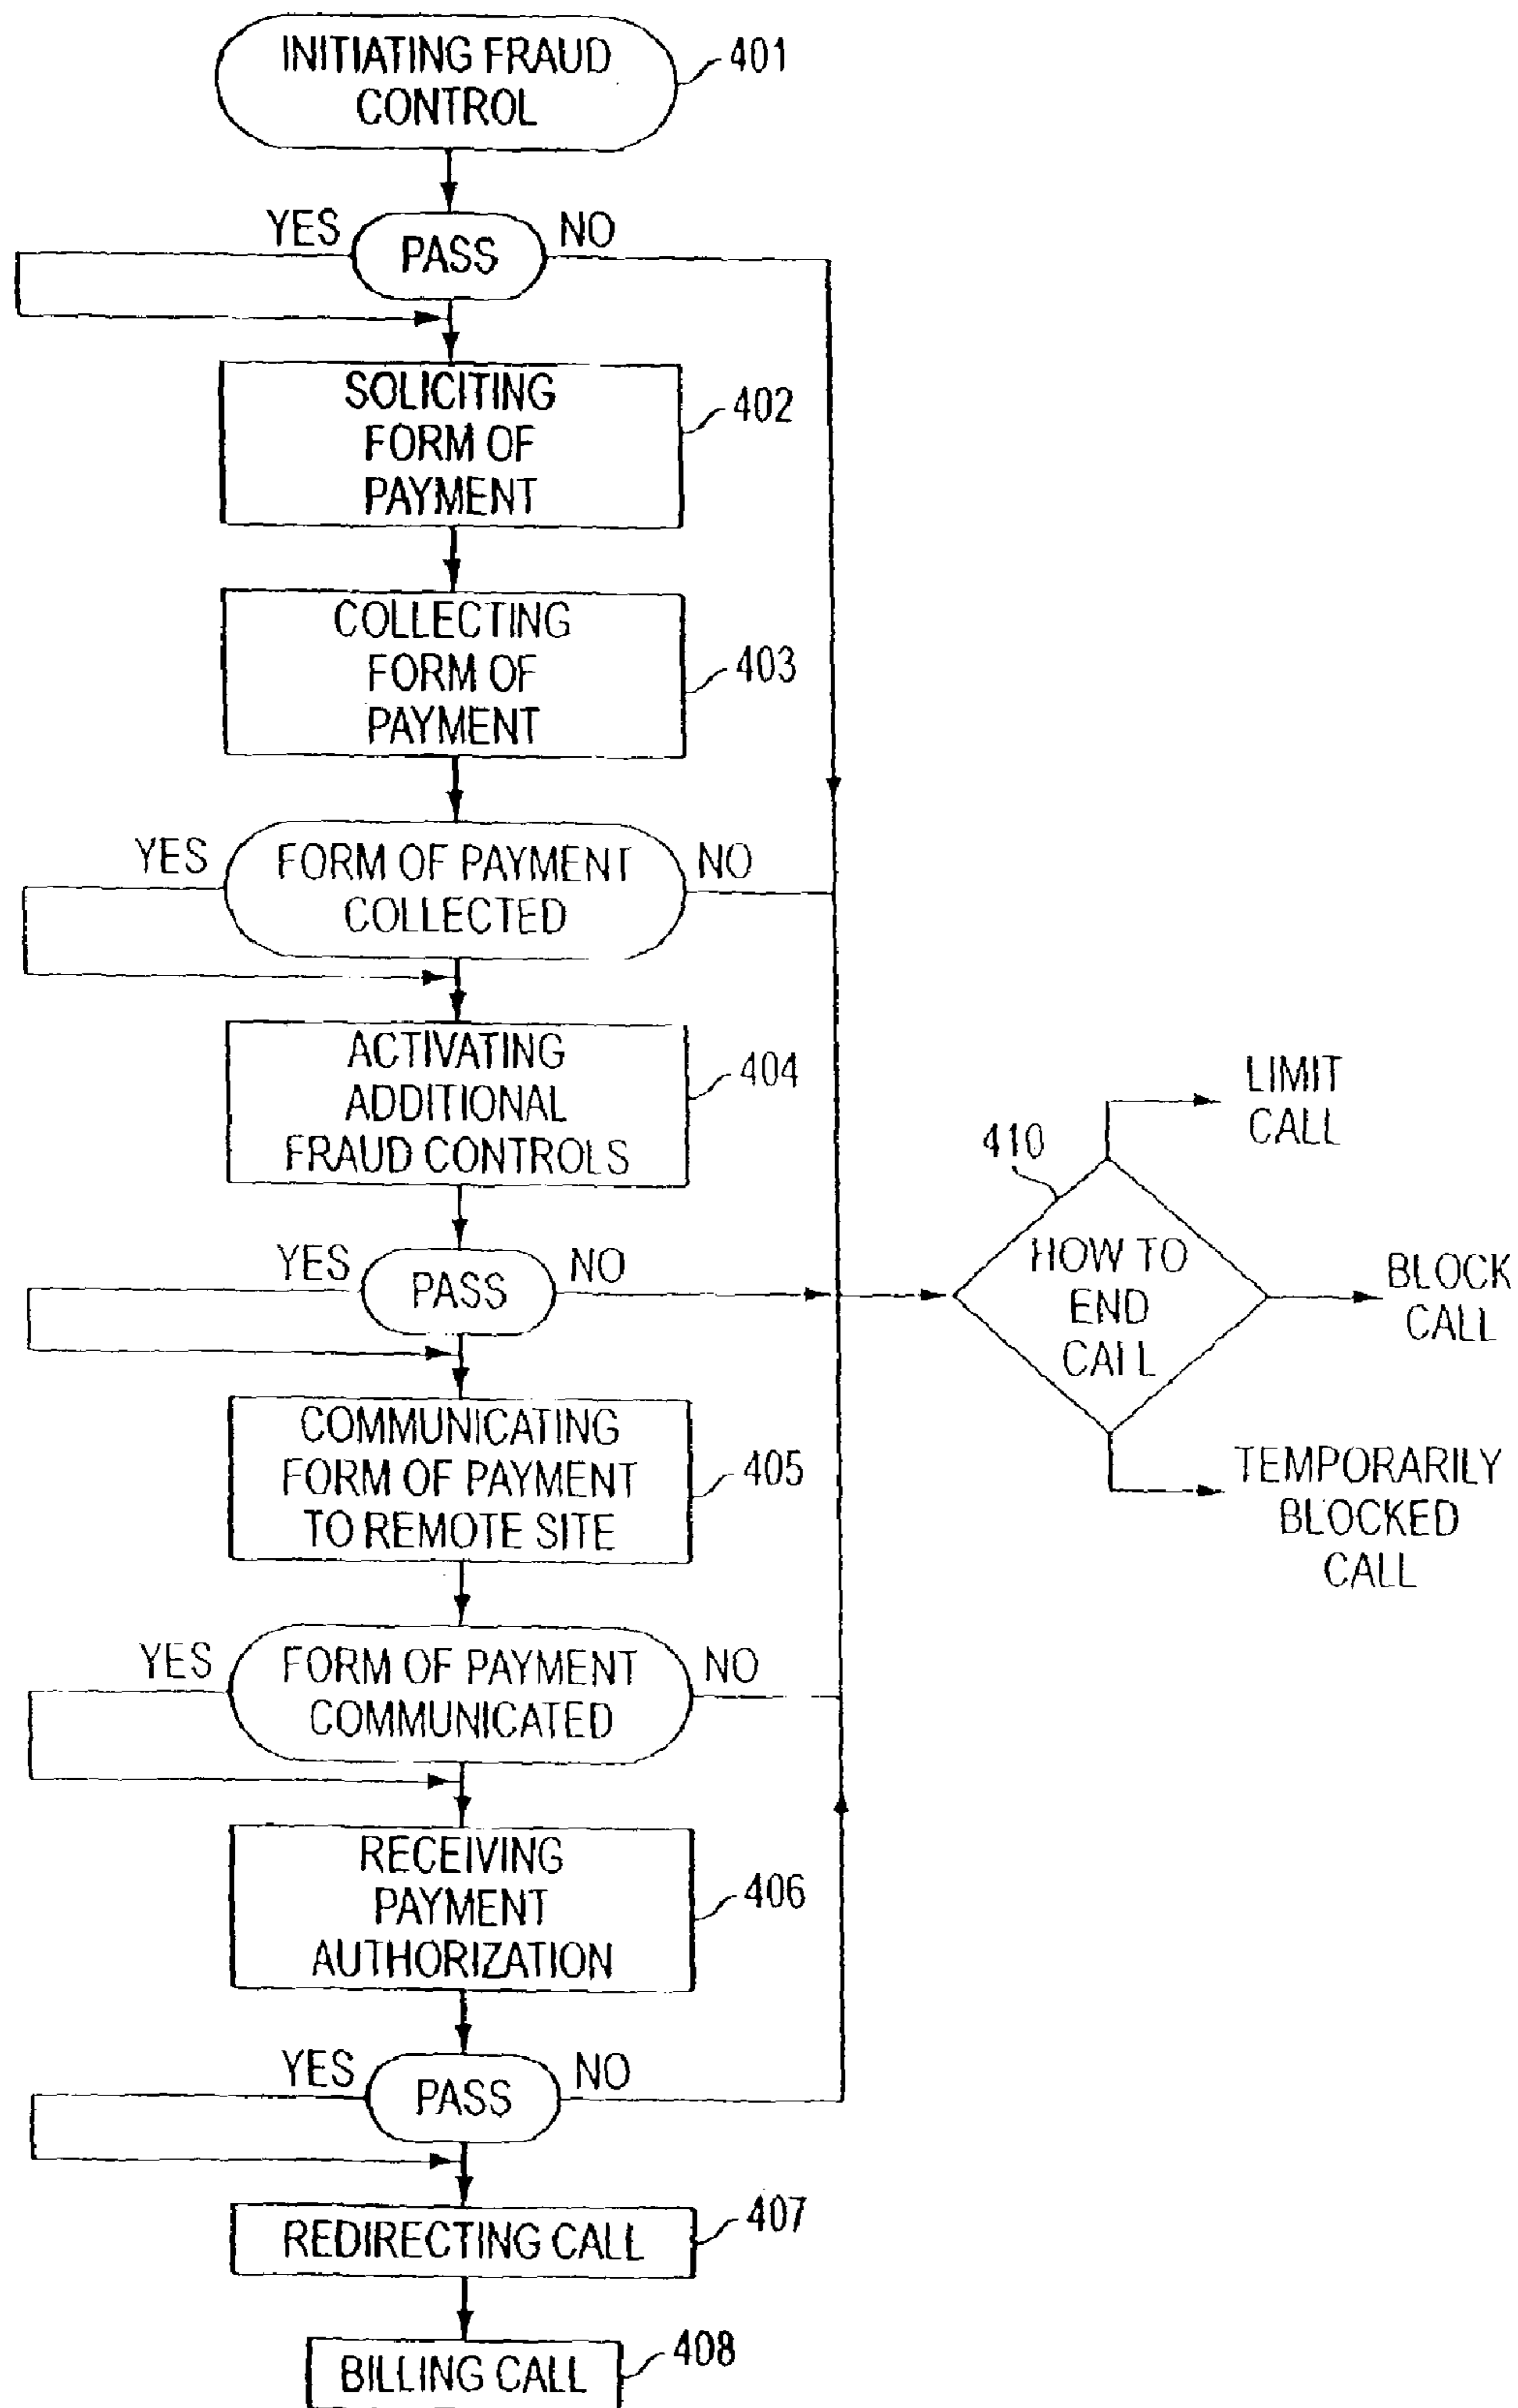 INITIATING FRAUD
CONTROL
401
YES
PASS
NO
SOLICITING
FORM OF
PAYMENT
402
COLLECTING
FORM OF
PAYMENT
403
YES
FORM OF PAYMENT
COLLECTED
NO
ACTIVATING
ADDITIONAL
FRAUD CONTROLS
404
YES
PASS
NO
410
HOW TO
END
CALL
LIMIT
CALL
BLOCK
CALL
TEMPORARILY
BLOCKED
CALL
COMMUNICATING
FORM OF PAYMENT
TO REMOTE SITE
405
YES
FORM OF PAYMENT
COMMUNICATED
NO
RECEIVING
PAYMENT
AUTHORIZATION
406
YES
PASS
NO
REDIRECTING CALL
407
BILLING CALL
408